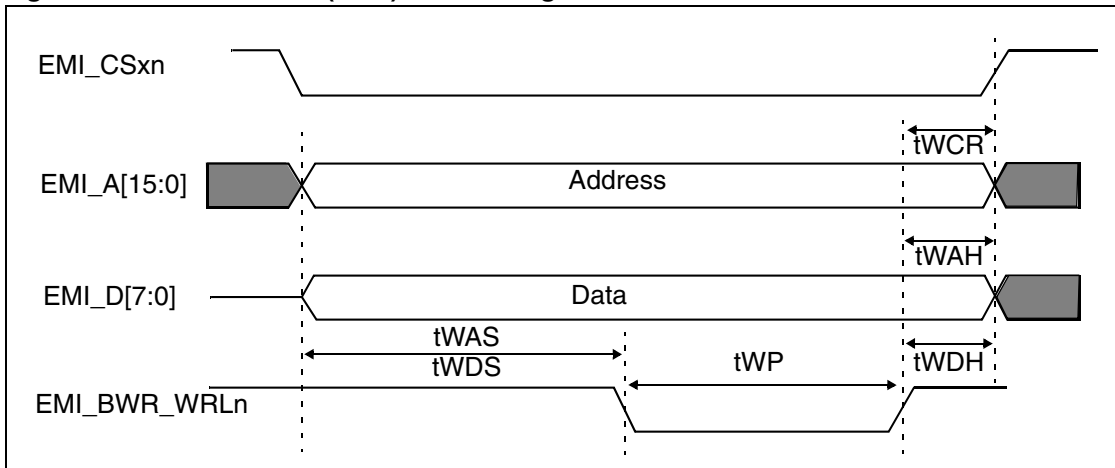 EMI_CSxn
tWCR
EMI_A[15:0]
Address
tWAH
EMI_D[7:0]
Data
tWAS
tWDS
tWP
tWDH
EMI_BWR_WRLn